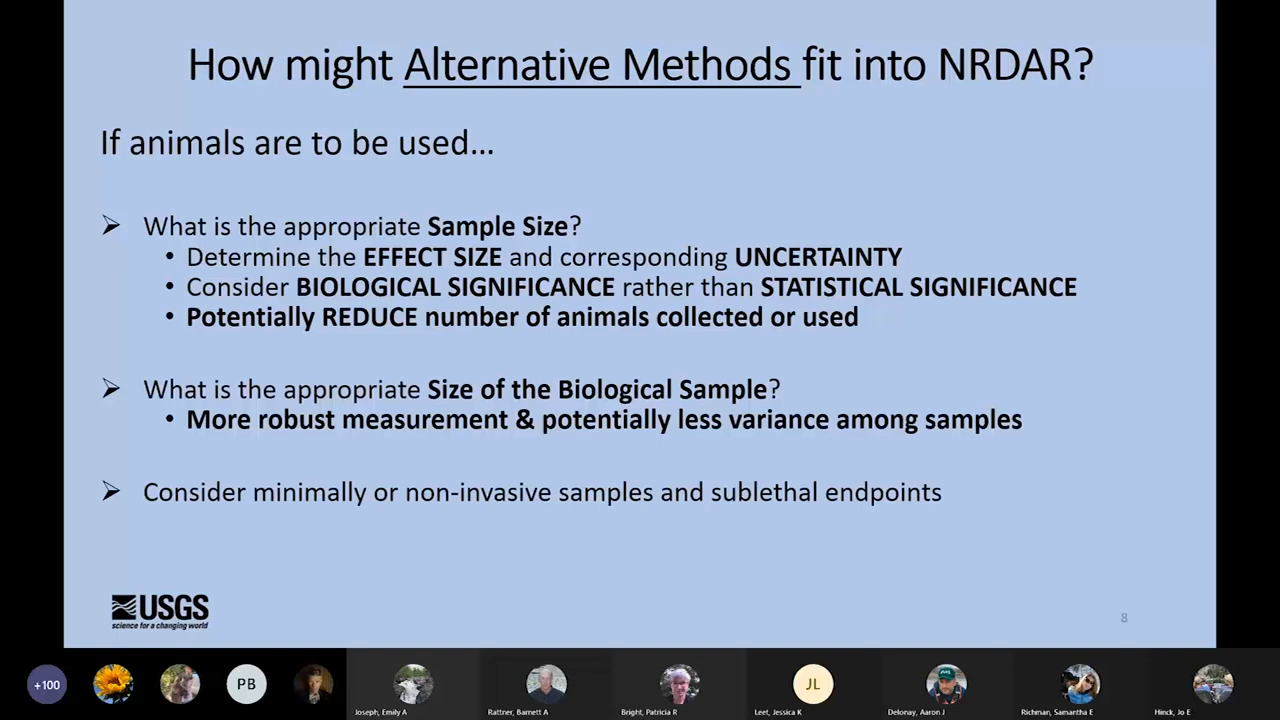 How might Alternative Methods fit into NRDAR?
If animals are to be used...
➢ What is the appropriate Sample Size?
• Determine the EFFECT SIZE and corresponding UNCERTAINTY
• Consider BIOLOGICAL SIGNIFICANCE rather than STATISTICAL SIGNIFICANCE
• Potentially REDUCE number of animals collected or used
➢ What is the appropriate Size of the Biological Sample?
• More robust measurement & potentially less variance among samples
➢ Consider minimally or non-invasive samples and sublethal endpoints
USGS
science for a changing world
8
+100
PB
JL
Joseph, Emily A
Rattner, Barnett A
Bright, Patricia R
Leet, Jessica K
Delonay, Aaron J
Richman, Samantha E
Hinck, Jo E